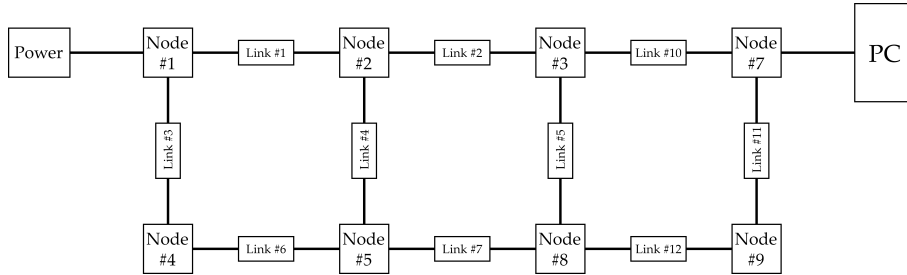 Power
Node
#1
Link #1
Node
#2
Link #2
Node
#3
Link #10
Node
#7
PC
Link #3
Link #4
Link #5
Link #11
Node
#4
Link #6
Node
#5
Link #7
Node
#8
Link #12
Node
#9